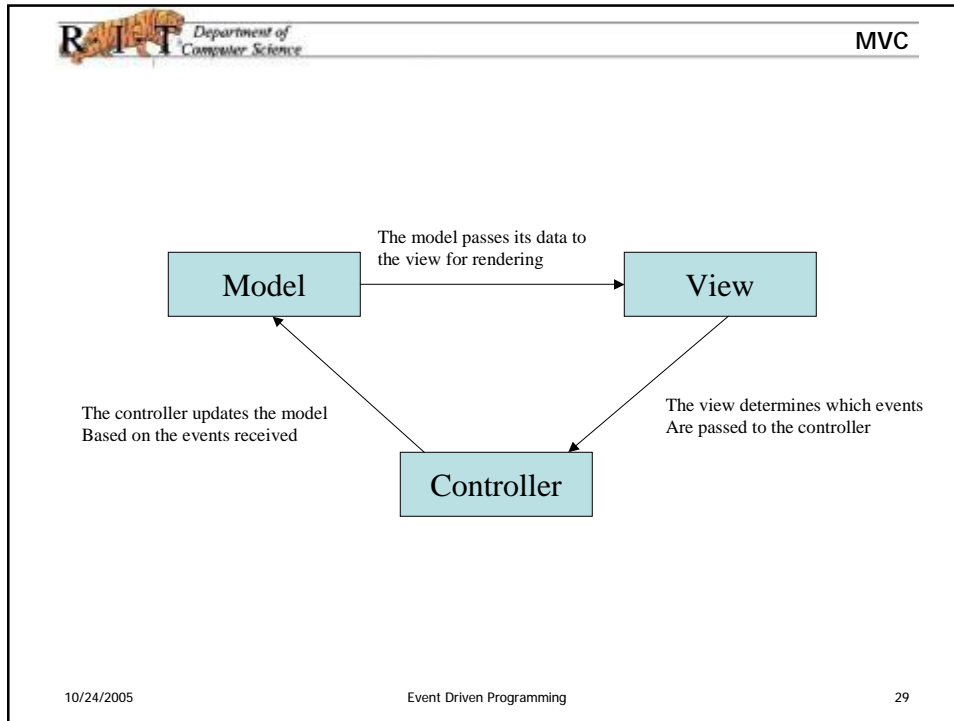 R I T Department of
Computer Science
MVC
The model passes its data to
the view for rendering
Model
View
The controller updates the model
Based on the events received
The view determines which events
Are passed to the controller
Controller
10/24/2005
Event Driven Programming
29